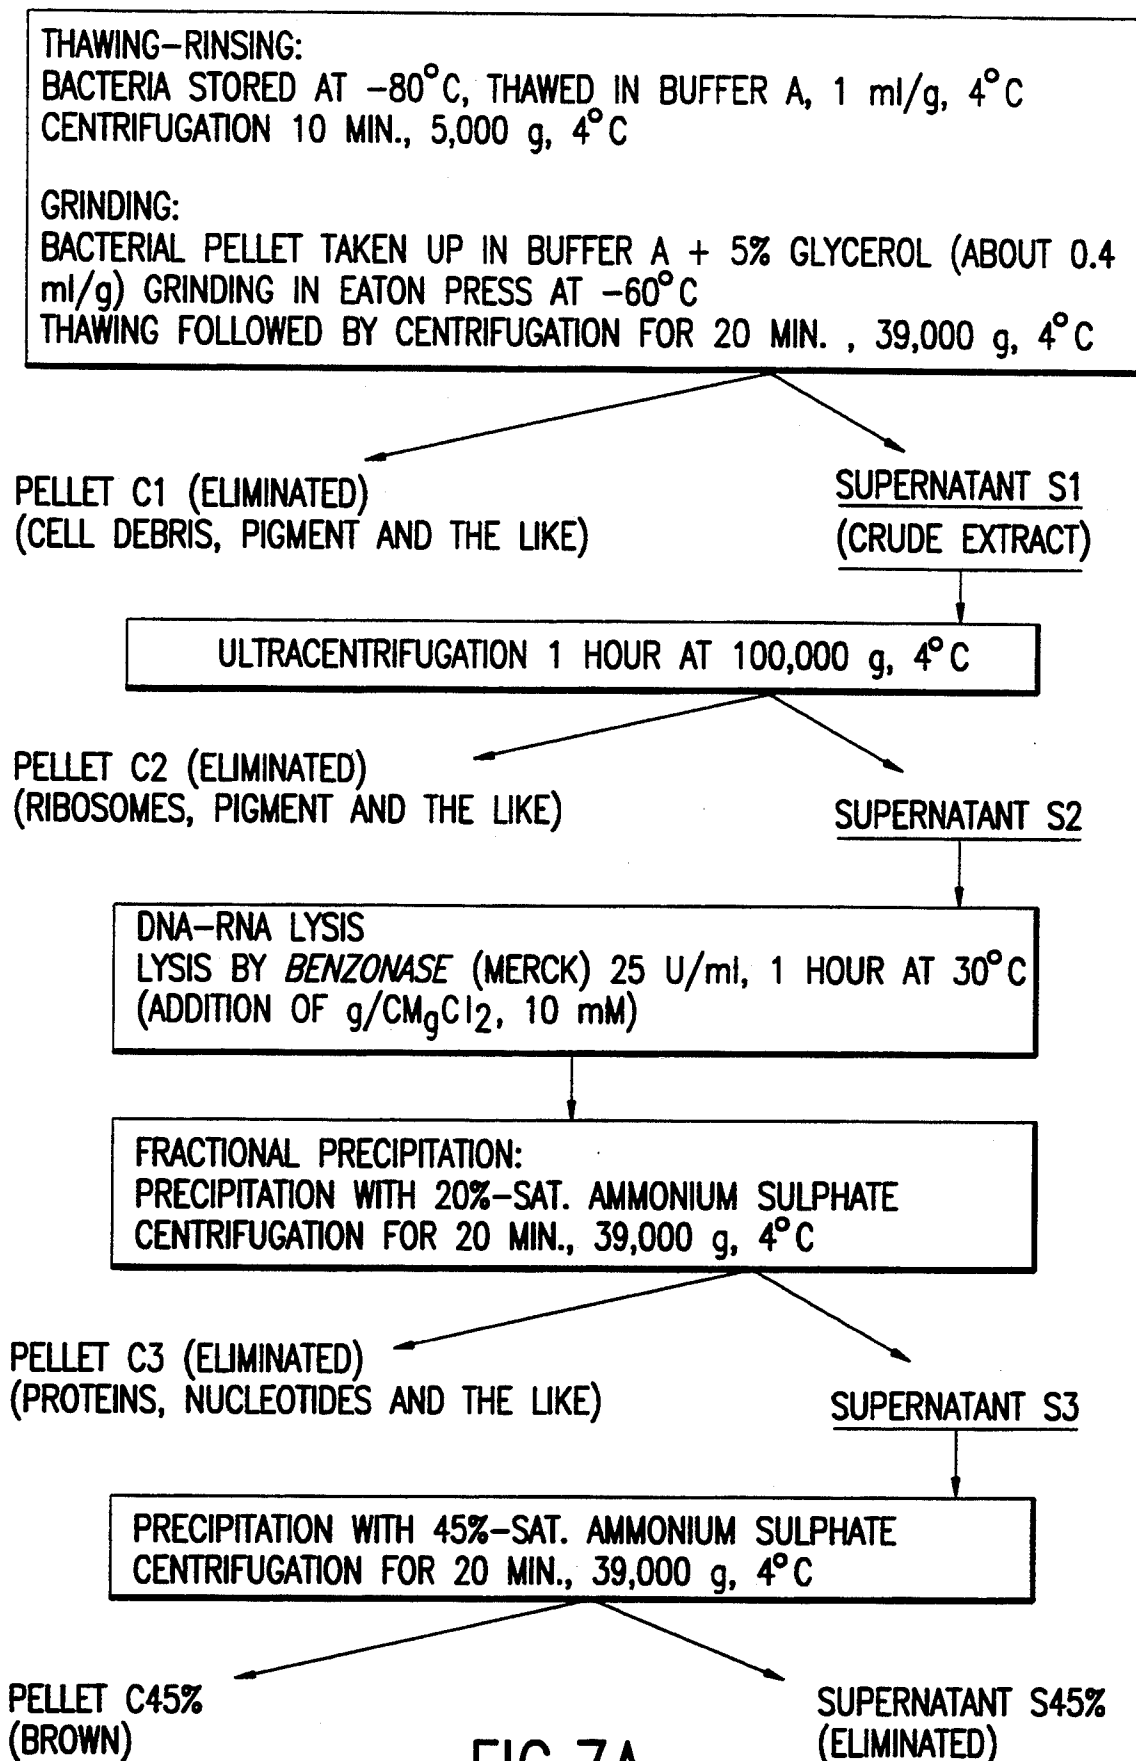 THAWING-RINSING:
BACTERIA STORED AT -80°C, THAWED IN BUFFER A, 1 ml/g, 4°C
CENTRIFUGATION 10 MIN., 5,000 g, 4°C
GRINDING:
BACTERIAL PELLET TAKEN UP IN BUFFER A + 5% GLYCEROL (ABOUT 0.4
ml/g) GRINDING IN EATON PRESS AT -60°C
THAWING FOLLOWED BY CENTRIFUGATION FOR 20 MIN. , 39,000 g, 4°C
PELLET C1 (ELIMINATED)
(CELL DEBRIS, PIGMENT AND THE LIKE)
SUPERNATANT S1
(CRUDE EXTRACT)
ULTRACENTRIFUGATION 1 HOUR AT 100,000 g, 4°C
PELLET C2 (ELIMINATED)
(RIBOSOMES, PIGMENT AND THE LIKE)
SUPERNATANT S2
DNA-RNA LYSIS
LYSIS BY BENZONASE (MERCK) 25 U/ml, 1 HOUR AT 30°C
(ADDITION OF g/CMgCl2, 10 mM)
FRACTIONAL PRECIPITATION:
PRECIPITATION WITH 20%-SAT. AMMONIUM SULPHATE
CENTRIFUGATION FOR 20 MIN., 39,000 g, 4°C
PELLET C3 (ELIMINATED)
(PROTEINS, NUCLEOTIDES AND THE LIKE)
SUPERNATANT S3
PRECIPITATION WITH 45%-SAT. AMMONIUM SULPHATE
CENTRIFUGATION FOR 20 MIN., 39,000 g, 4°C
PELLET C45%
(BROWN)
SUPERNATANT S45%
(ELIMINATED)
FIG.7A